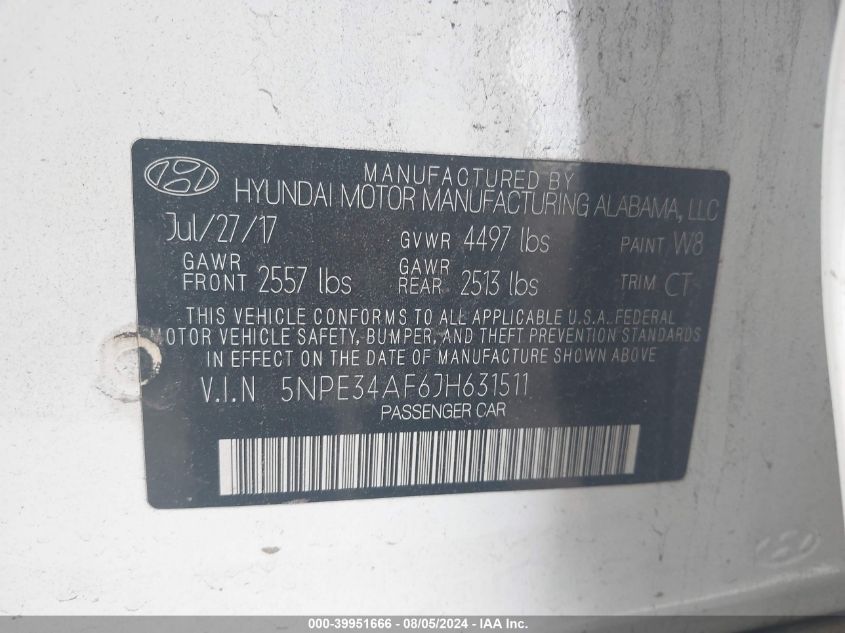 MANUFACTURED BY
HYUNDAI MOTOR MANUFACTURING ALABAMA, LLC
Jul/27/17 GVWR 4497 lbs PAINT W8
GAWR FRONT 2557 lbs GAWR REAR 2513 lbs TRIM CT
THIS VEHICLE CONFORMS TO ALL APPLICABLE U.S.A. FEDERAL
MOTOR VEHICLE SAFETY, BUMPER, AND THEFT PREVENTION STANDARDS
IN EFFECT ON THE DATE OF MANUFACTURE SHOWN ABOVE
V.I.N 5NPE34AF6JH631511
PASSENGER CAR
000-39951666 - 08/05/2024 - IAA Inc.